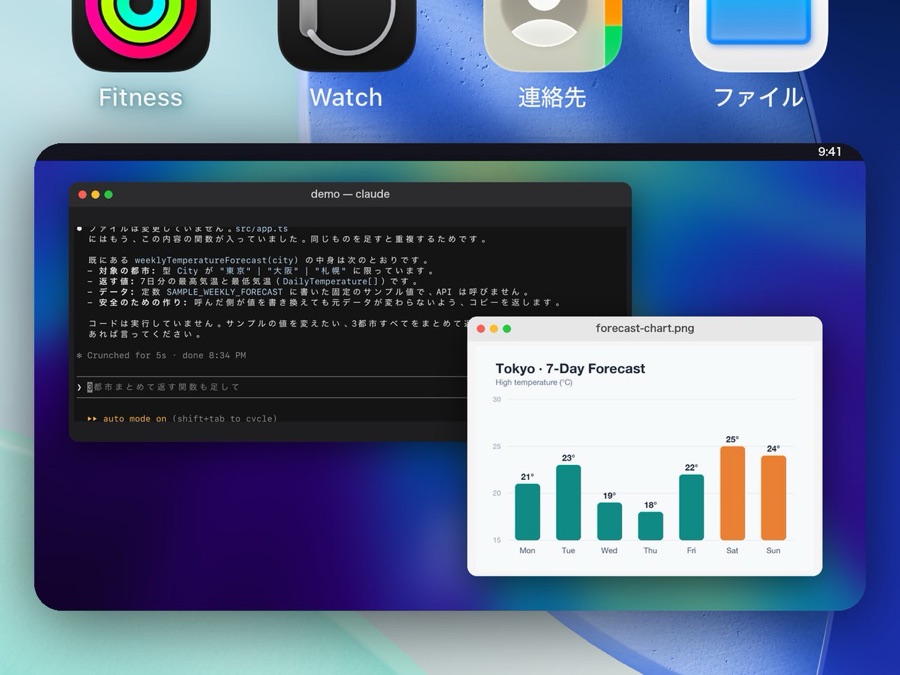 Fitness
Watch
連絡先
ファイル
9:41
demo — claude
● ファイルは変更していません。src/app.ts
にはもう、この内容の関数が入っていました。同じものを足すと重複するためです。
既にある weeklyTemperatureForecast(city) の中身は次のとおりです。
– 対象の都市: 型 City が "東京" | "大阪" | "札幌" に限っています。
– 返す値: 7日分の最高気温と最低気温(DailyTemperature[])です。
– データ: 定数 SAMPLE_WEEKLY_FORECAST に書いた固定のサンプル値で、API は呼びません。
– 安全のための作り: 呼んだ側が値を書き換えても元データが変わらないよう、コピーを返します。
コードは実行していません。サンプルの値を変えたい、3都市すべてをまとめて
あれば言ってください。
✻ Crunched for 5s · done 8:34 PM
❯ 3都市まとめて返す関数も足して
▸▸ auto mode on (shift+tab to cycle)
forecast-chart.png
Tokyo · 7-Day Forecast
High temperature (°C)
30
25
20
15
21°
23°
19°
18°
22°
25°
24°
Mon
Tue
Wed
Thu
Fri
Sat
Sun